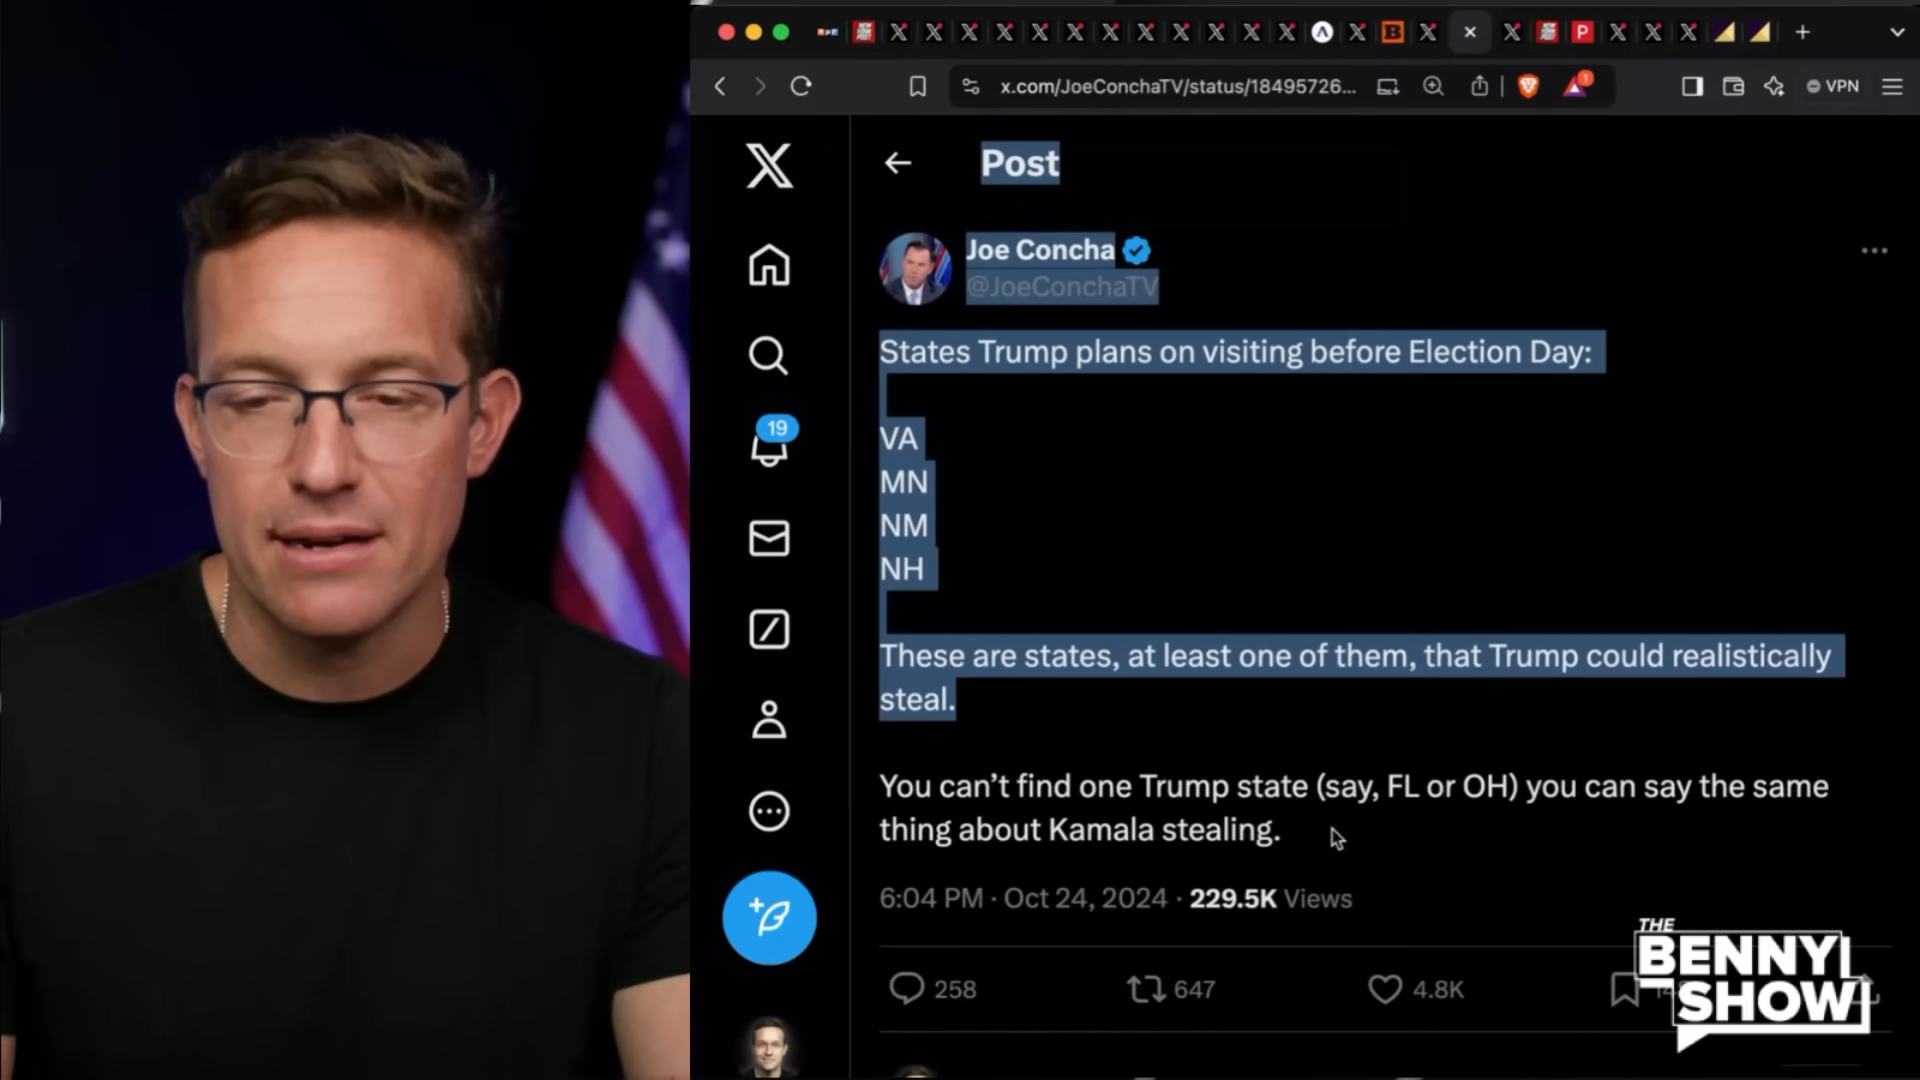 x.com/JoeConchaTV/status/18495726...
1
VPN
Post
Joe Concha
@JoeConchaTV
19
States Trump plans on visiting before Election Day:
VA
MN
NM
NH
These are states, at least one of them, that Trump could realistically
steal.
You can’t find one Trump state (say, FL or OH) you can say the same
thing about Kamala stealing.
6:04 PM · Oct 24, 2024 · 229.5K Views
258
647
4.8K
THE
BENNY
SHOW